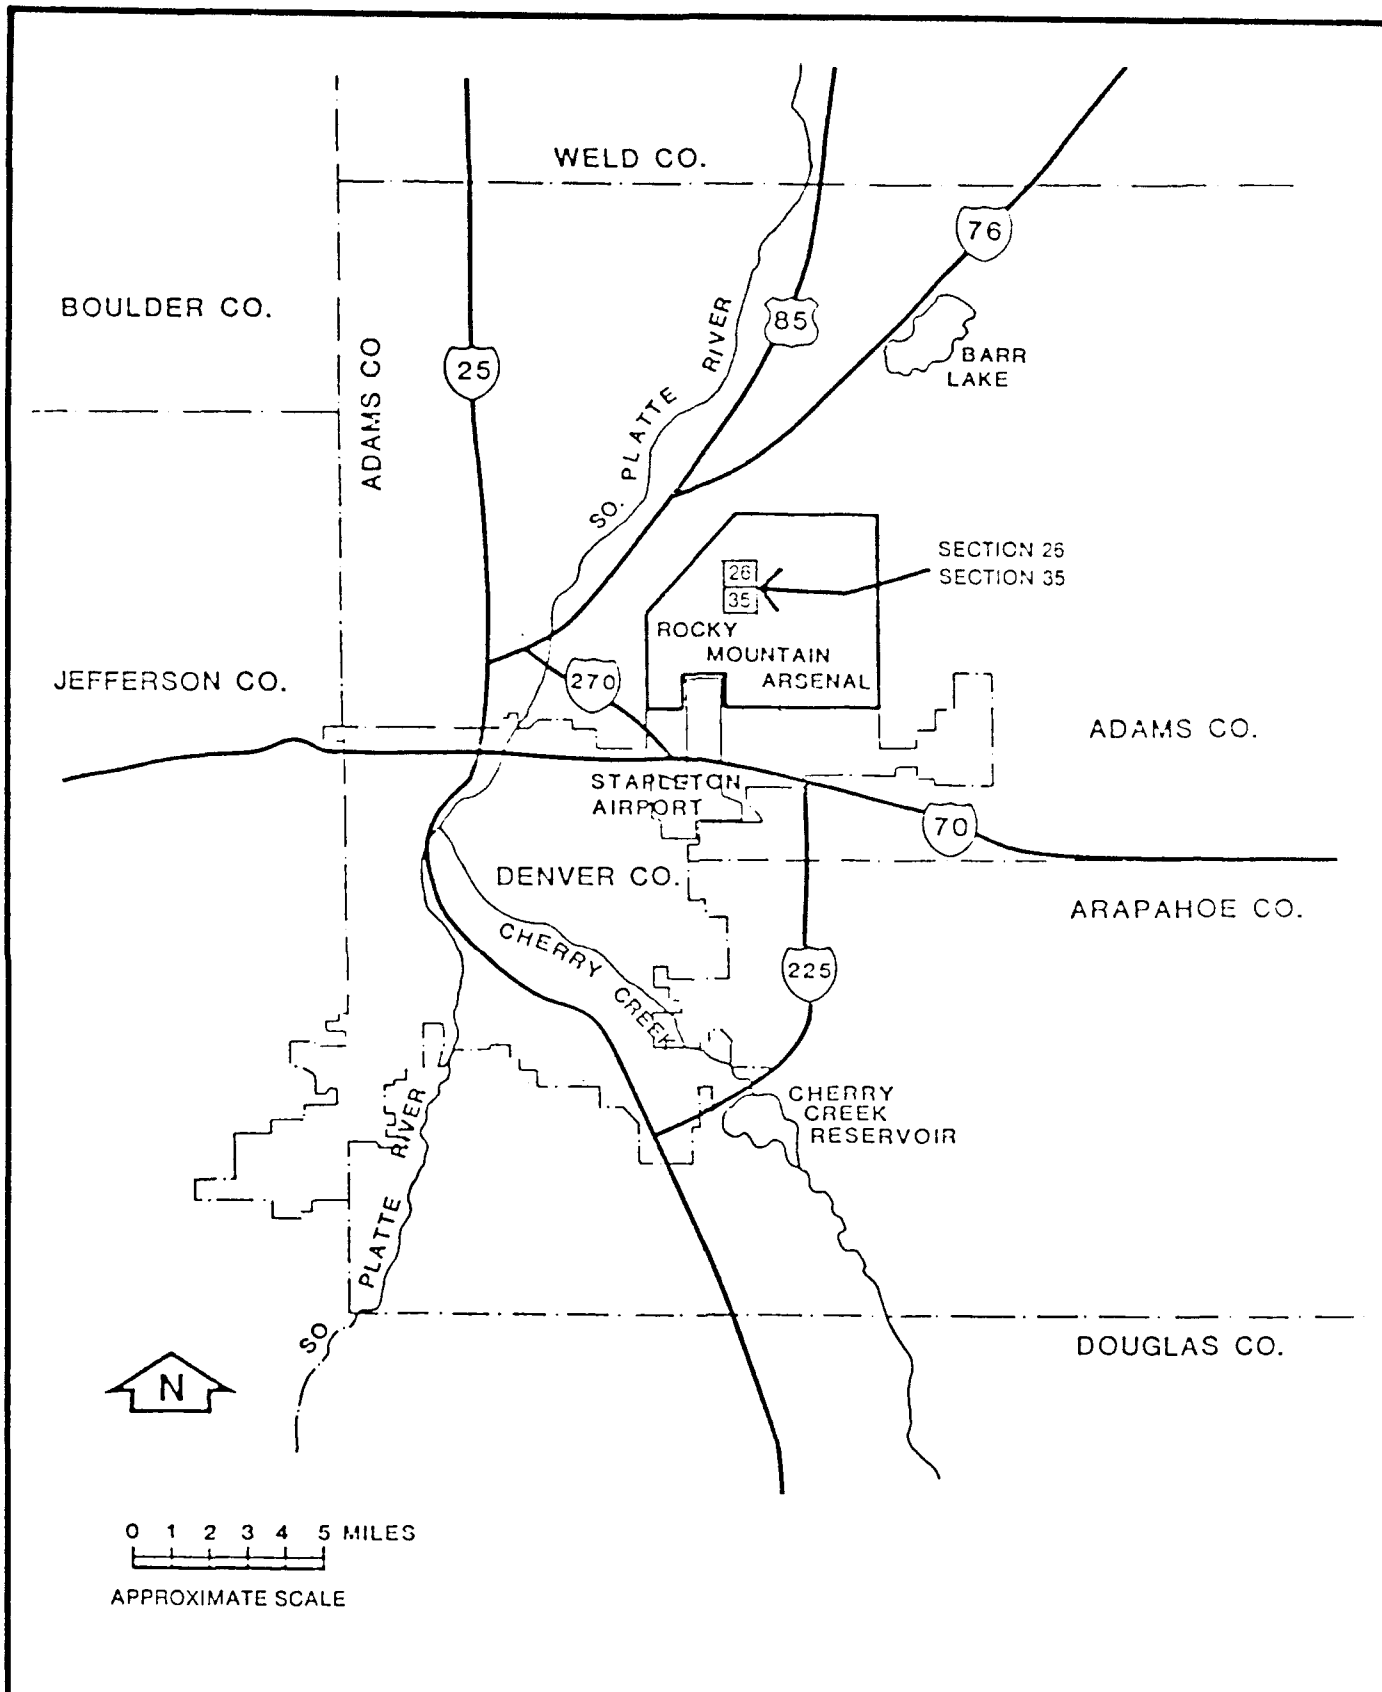 WELD CO.
76
BOULDER CO.
85
SO. PLATTE RIVER
25
ADAMS CO
BARR
LAKE
SECTION 26
SECTION 35
26
35
ROCKY
MOUNTAIN
ARSENAL
JEFFERSON CO.
270
ADAMS CO.
STAPLETON
AIRPORT
70
DENVER CO.
ARAPAHOE CO.
CHERRY CREEK
225
CHERRY
CREEK
RESERVOIR
SO PLATTE RIVER
DOUGLAS CO.
N
0 1 2 3 4 5 MILES
APPROXIMATE SCALE